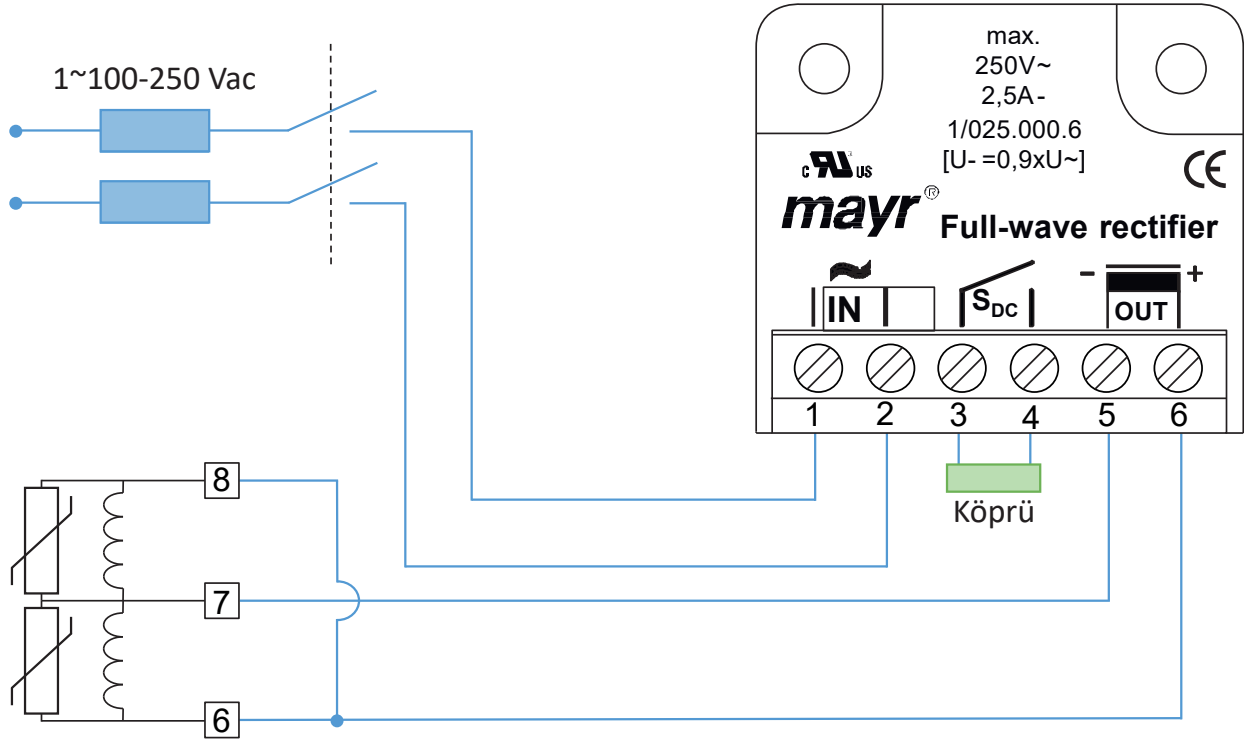 1~100-250 Vac
max.
250V~
2,5A-
1/025.000.6
[U- =0,9xU~]
c RU US
CE
mayr®
Full-wave rectifier
~
- +
IN
SDC
OUT
1 2 3 4 5 6
Köprü
8
7
6